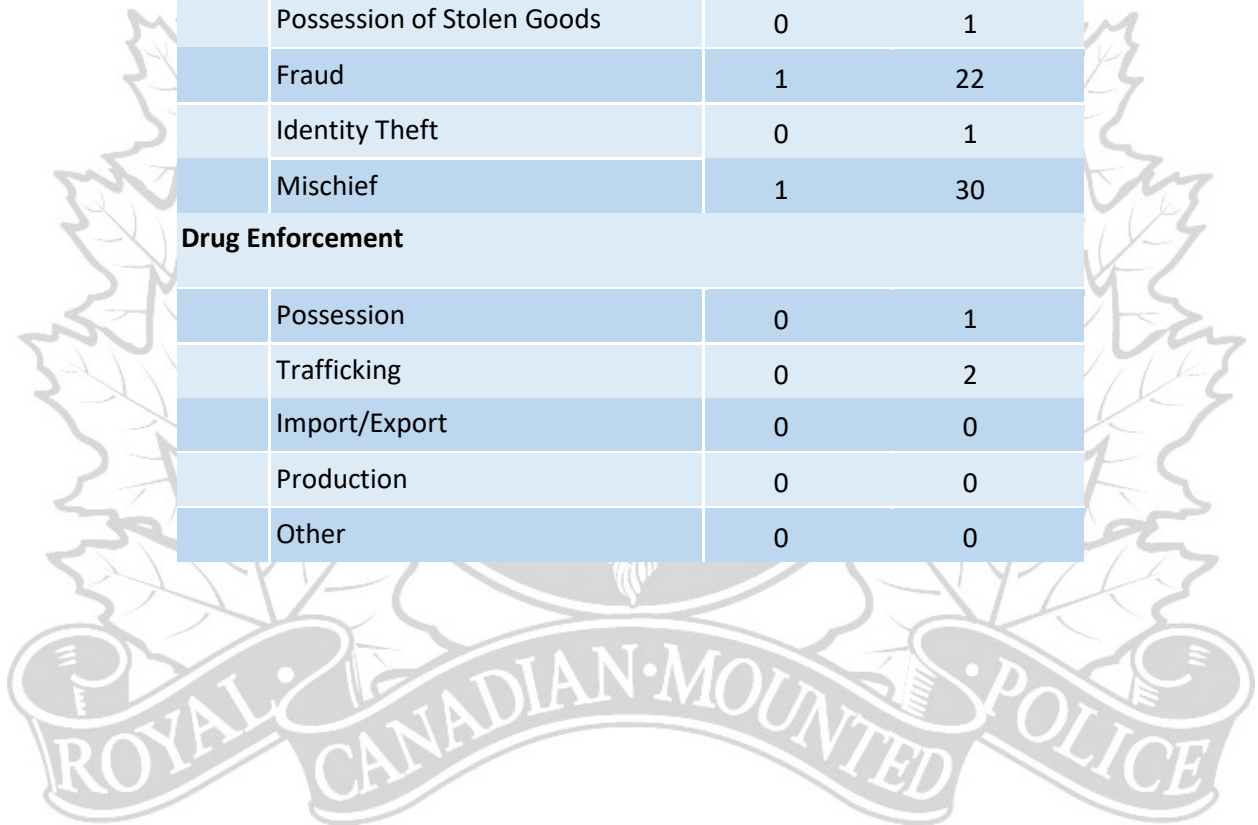 Possession of Stolen Goods 0 1
Fraud 1 22
Identity Theft 0 1
Mischief 1 30
Drug Enforcement
Possession 0 1
Trafficking 0 2
Import/Export 0 0
Production 0 0
Other 0 0
ROYAL · CANADIAN·MOUNTED · POLICE